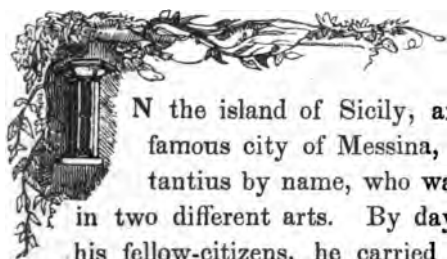 IN the island of Sicily,
famous city of Messina,
tantius by name, who
in two different arts. By day
his fellow-citizens, he carried